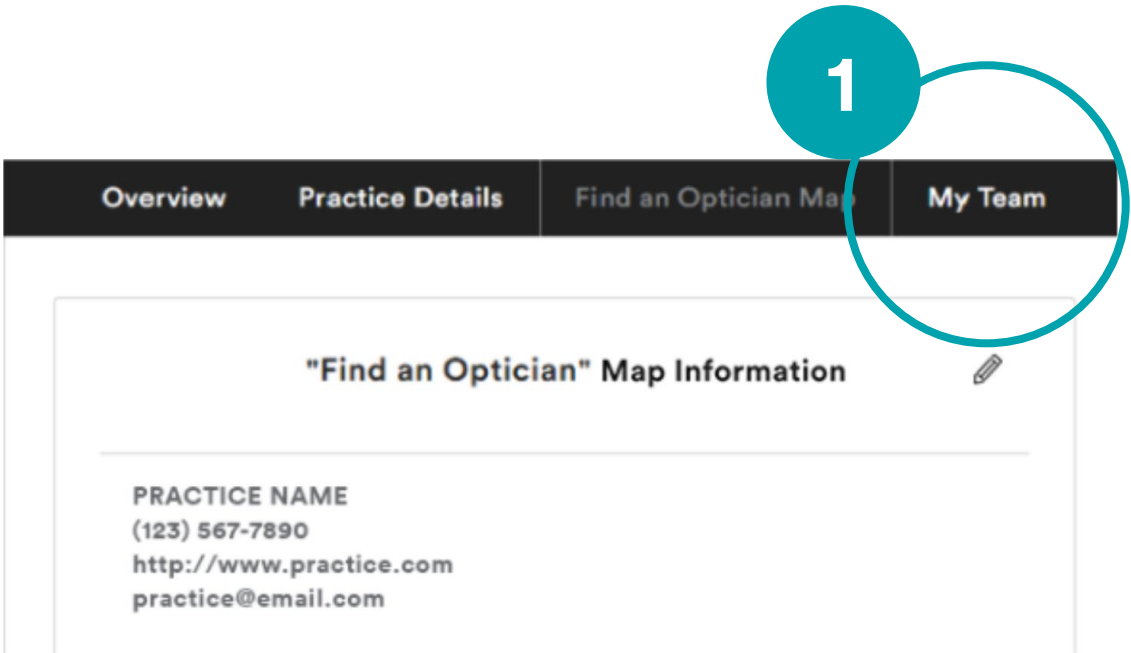 1
Overview Practice Details Find an Optician Map My Team
"Find an Optician" Map Information
PRACTICE NAME
(123) 567-7890
http://www.practice.com
practice@email.com